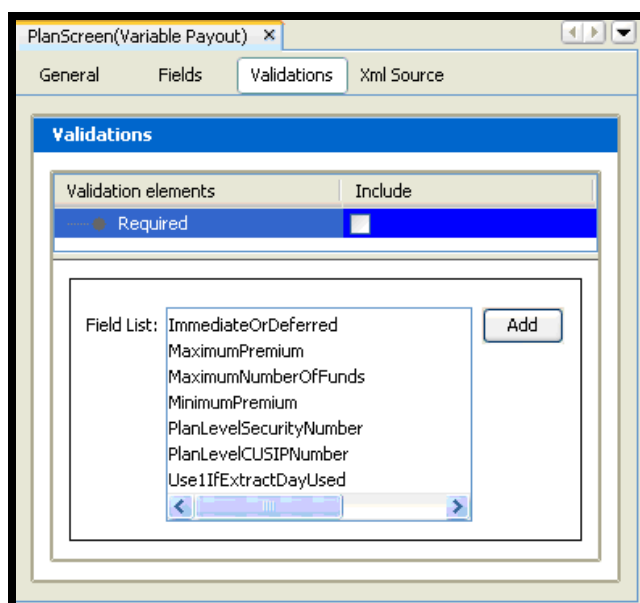 PlanScreen(Variable Payout) ×
General Fields Validations Xml Source
Validations
Validation elements Include
Required
Field List: ImmediateOrDeferred Add
MaximumPremium
MaximumNumberOfFunds
MinimumPremium
PlanLevelSecurityNumber
PlanLevelCUSIPNumber
Use1IfExtractDayUsed